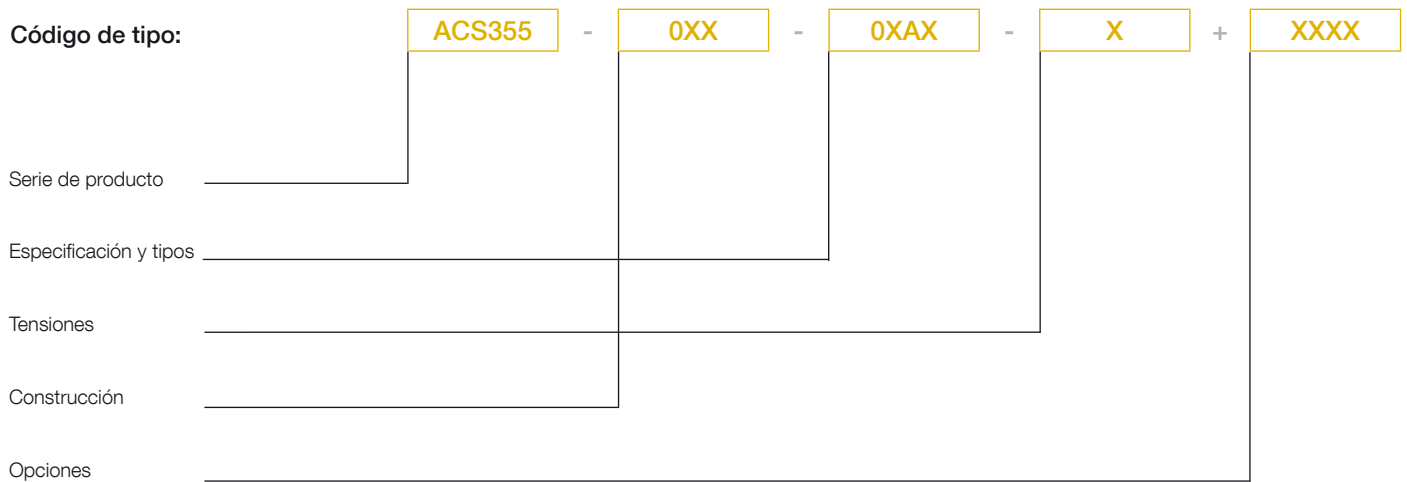 Código de tipo: ACS355 - 0XX - 0XAX - X + XXXX
Serie de producto
Especificación y tipos
Tensiones
Construcción
Opciones